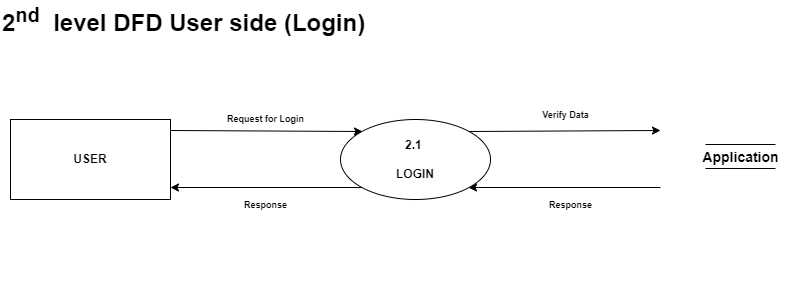 2nd level DFD User side (Login)
Request for Login
Verify Data
USER
2.1
LOGIN
Application
Response
Response